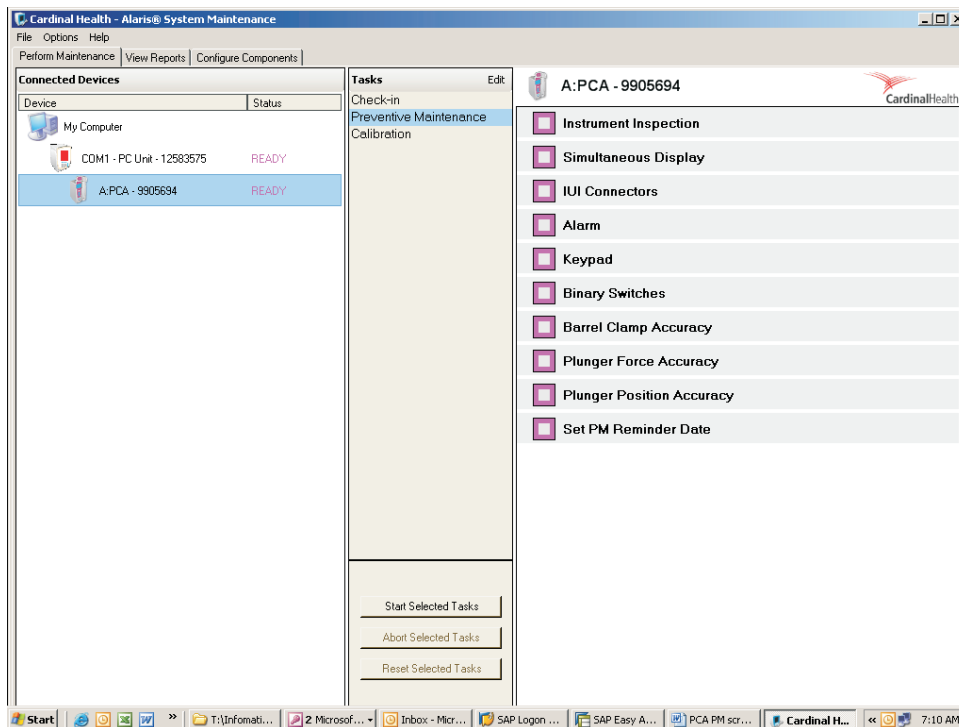 Cardinal Health - Alaris® System Maintenance
File Options Help
Perform Maintenance View Reports Configure Components
Connected Devices
Device Status
My Computer
COM1 - PC Unit - 12583575 READY
A:PCA - 9905694 READY
Tasks Edit
Check-in
Preventive Maintenance
Calibration
Start Selected Tasks
Abort Selected Tasks
Reset Selected Tasks
A:PCA - 9905694
CardinalHealth
Instrument Inspection
Simultaneous Display
IUI Connectors
Alarm
Keypad
Binary Switches
Barrel Clamp Accuracy
Plunger Force Accuracy
Plunger Position Accuracy
Set PM Reminder Date
Start » T:\Infomati... 2 Microsof... Inbox - Micr... SAP Logon ... SAP Easy A... PCA PM scr... Cardinal H... « 7:10 AM